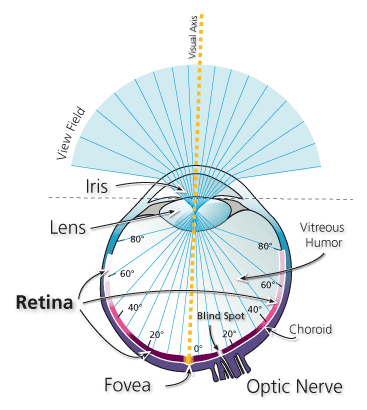 Visual Axis
View Field
Iris
Lens
80°
80°
Vitreous
Humor
60°
60°
Retina
40°
40°
Blind Spot
Choroid
20°
20°
0°
Fovea
Optic Nerve